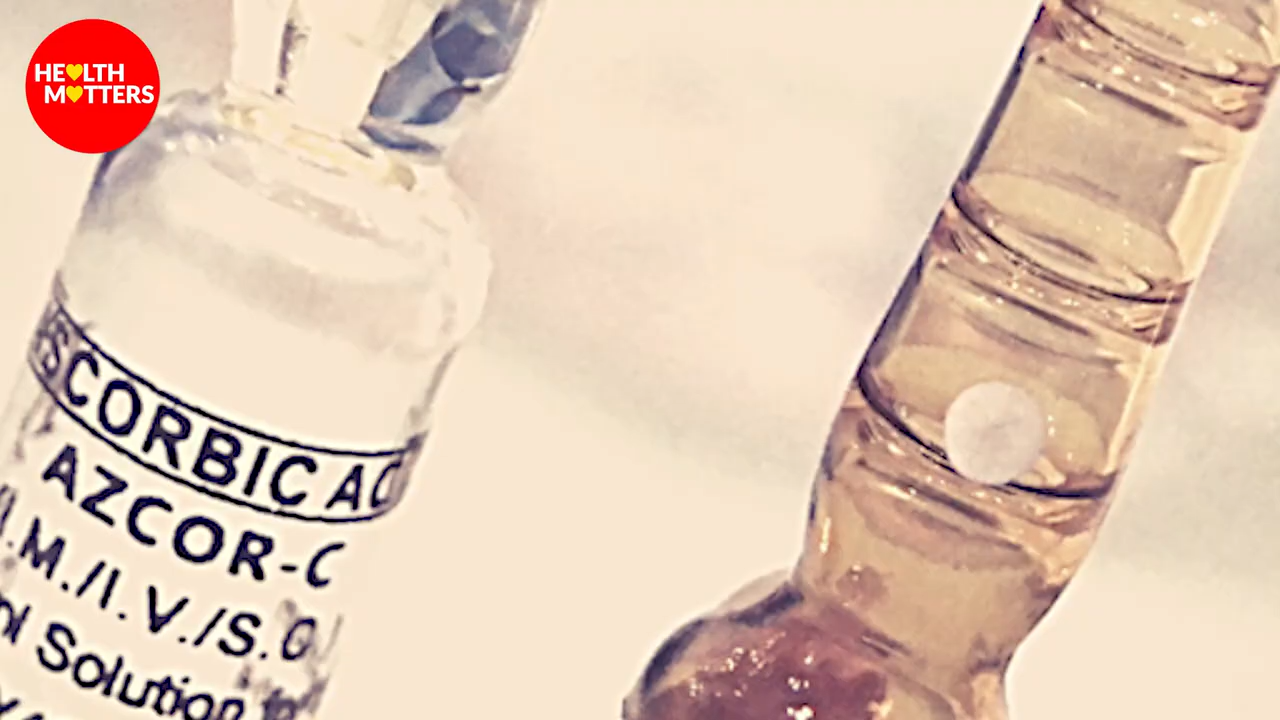 HEALTH
MATTERS
SCORBIC AC
AZCOR-C
I.M./I.V./S.
Solution